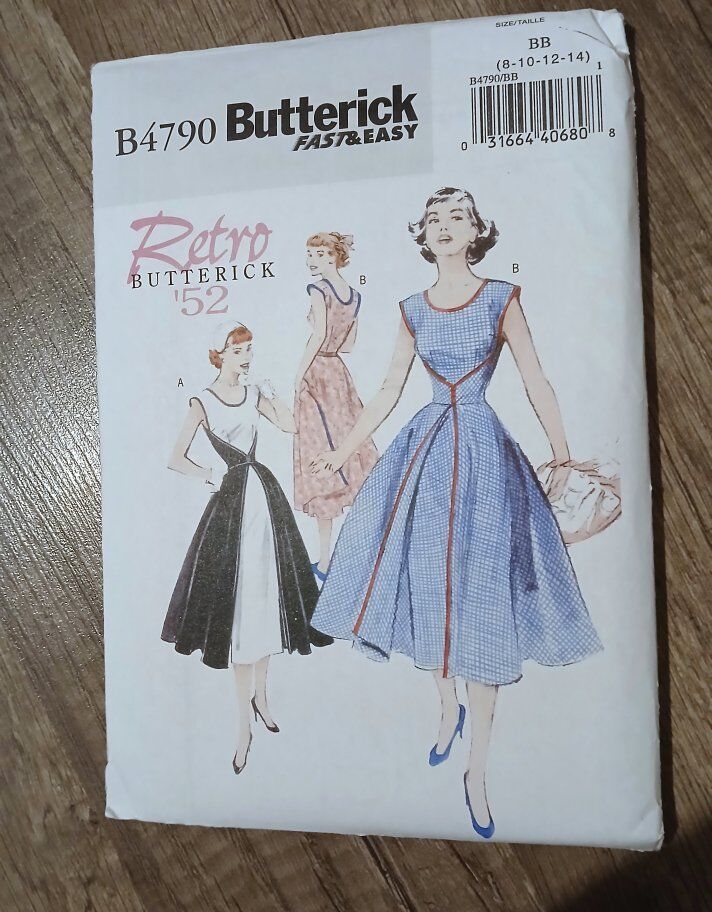 SIZE/TAILLE
BB
(8-10-12-14)
B4790/BB
1
0 31664 40680 8
B4790 Butterick
FAST&EASY
Retro
BUTTERICK
'52
B
B
A